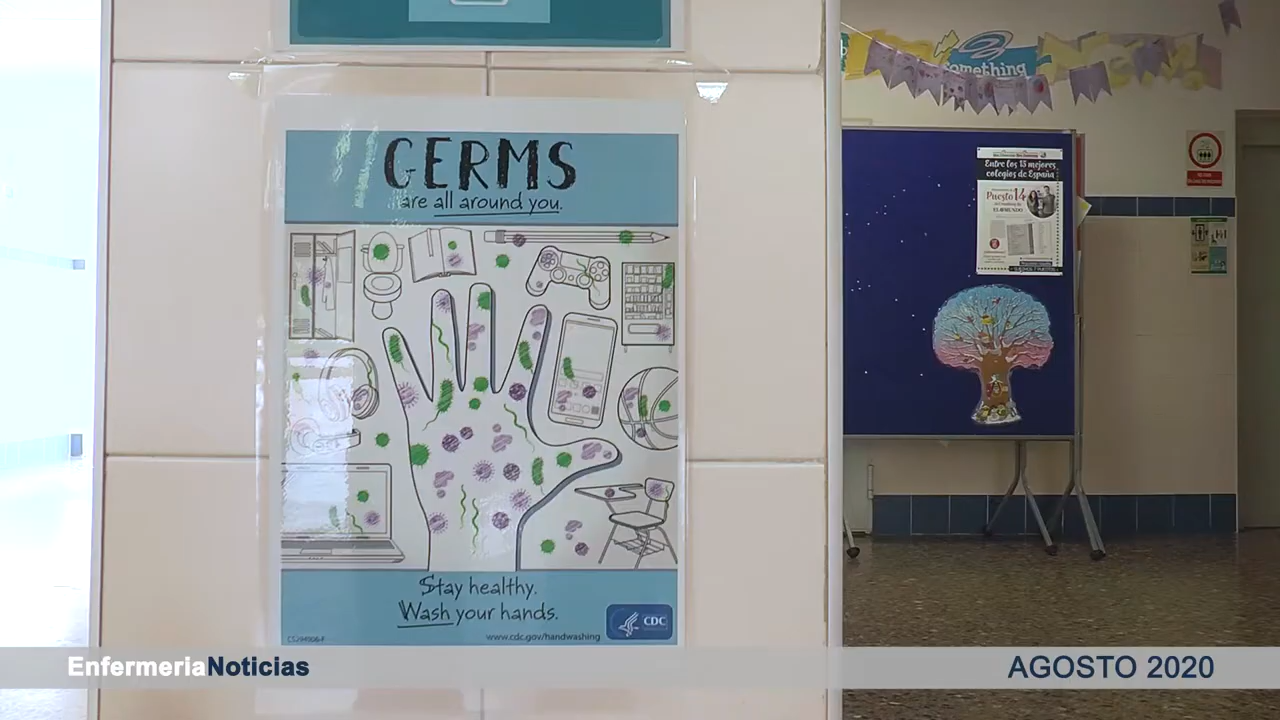 GERMS
are all around you.
Stay healthy.
Wash your hands.
www.cdc.gov/handwashing
CDC
Something
Entre los 15 mejores
colegios de España
Puesto 14
EL MUNDO
EnfermeriaNoticias
AGOSTO 2020